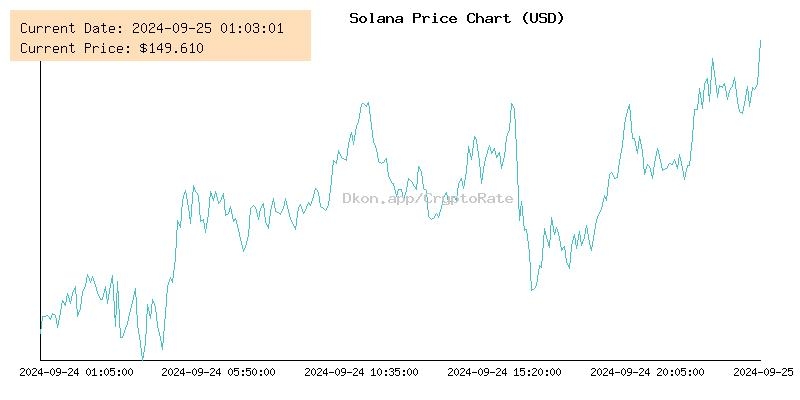 Solana Price Chart (USD)
Current Date: 2024-09-25 01:03:01
Current Price: $149.610
Dkon.app/CryptoRate
2024-09-24 01:05:00
2024-09-24 05:50:00
2024-09-24 10:35:00
2024-09-24 15:20:00
2024-09-24 20:05:00
2024-09-25